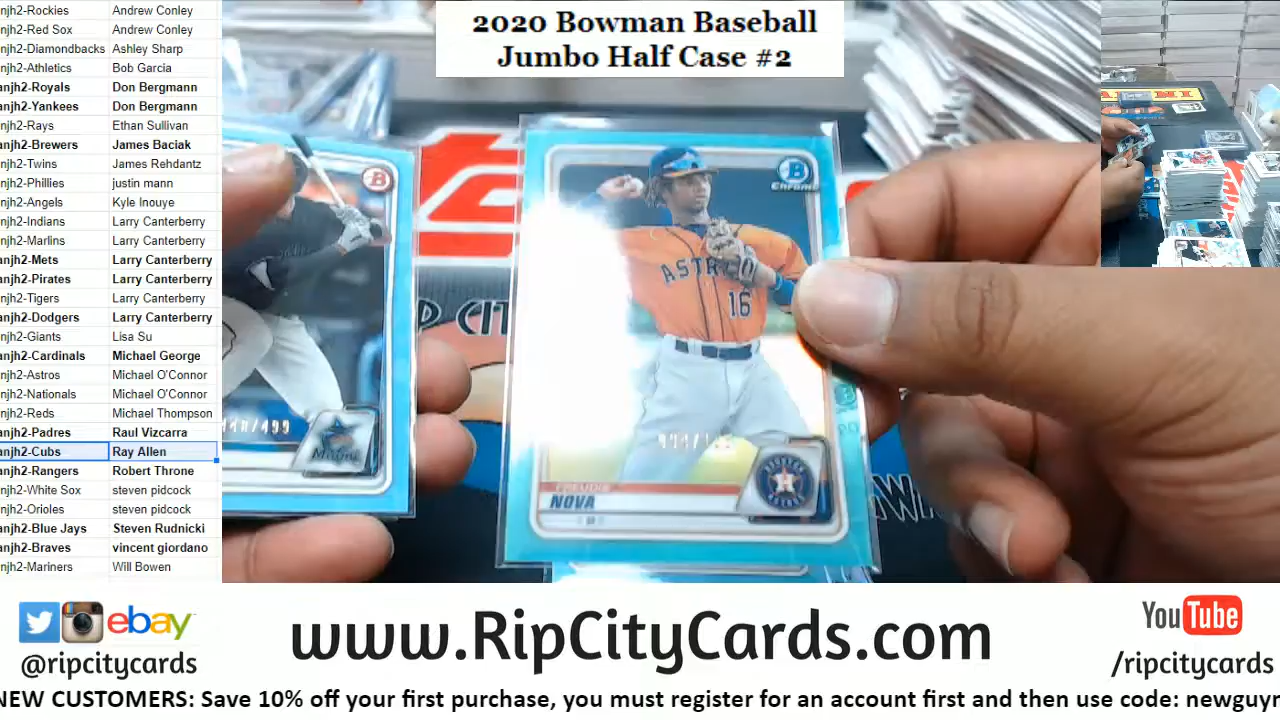 njh2-Rockies Andrew Conley
njh2-Red Sox Andrew Conley
njh2-Diamondbacks Ashley Sharp
njh2-Athletics Bob Garcia
anjh2-Royals Don Bergmann
anjh2-Yankees Don Bergmann
njh2-Rays Ethan Sullivan
anjh2-Brewers James Baciak
njh2-Twins James Rehdantz
njh2-Phillies justin mann
njh2-Angels Kyle Inouye
njh2-Indians Larry Canterberry
njh2-Marlins Larry Canterberry
anjh2-Mets Larry Canterberry
anjh2-Pirates Larry Canterberry
njh2-Tigers Larry Canterberry
anjh2-Dodgers Larry Canterberry
njh2-Giants Lisa Su
anjh2-Cardinals Michael George
njh2-Astros Michael O'Connor
njh2-Nationals Michael O'Connor
njh2-Reds Michael Thompson
anjh2-Padres Raul Vizcarra
anjh2-Cubs Ray Allen
anjh2-Rangers Robert Throne
njh2-White Sox steven pidcock
njh2-Orioles steven pidcock
anjh2-Blue Jays Steven Rudnicki
anjh2-Braves vincent giordano
njh2-Mariners Will Bowen
2020 Bowman Baseball
Jumbo Half Case #2
B
B
Chrome
ASTR
16
/499
Marlins
P CIT
NOVA
H
ebay
@ripcitycards
www.RipCityCards.com
YouTube
/ripcitycards
NEW CUSTOMERS: Save 10% off your first purchase, you must register for an account first and then use code: newguyr